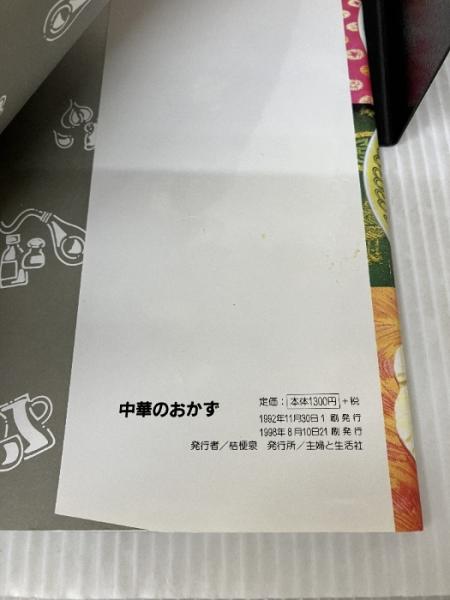 中華のおかず
定価：本体1300円+税
1992年11月30日1刷発行
1998年8月10日21刷発行
発行者／桔梗泉　発行所／主婦と生活社